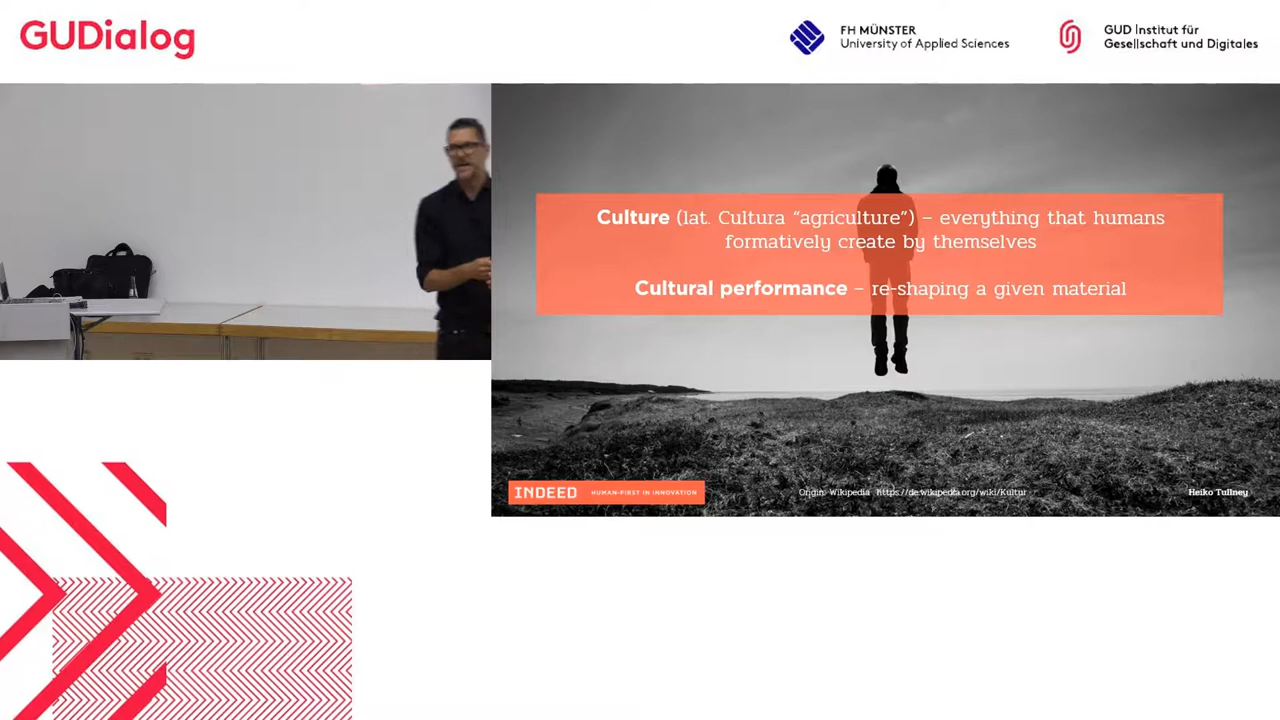 GUDialog
FH MÜNSTER
University of Applied Sciences
GUD Institut für
Gesellschaft und Digitales
Culture (lat. Cultura “agriculture“) – everything that humans
formatively create by themselves
Cultural performance – re-shaping a given material
INDEED HUMAN-FIRST IN INNOVATION
Origin: Wikipedia https://de.wikipedia.org/wiki/Kultur
Heiko Tullney